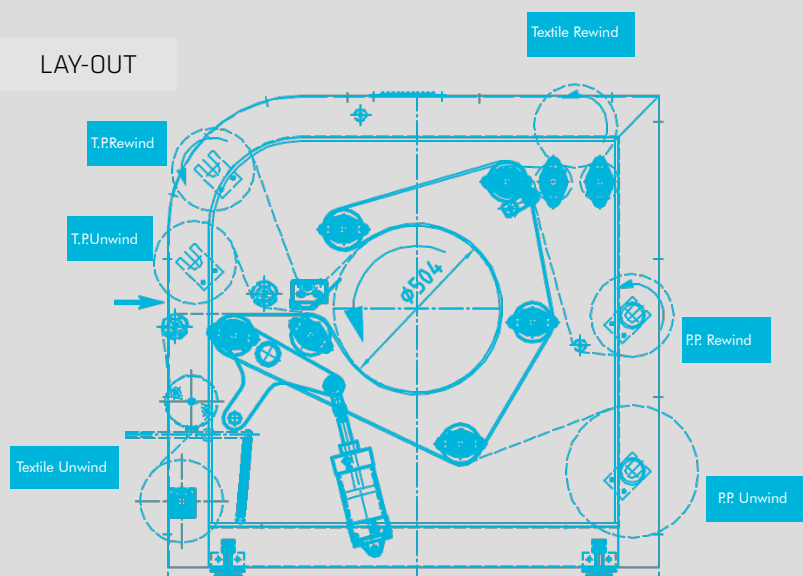 Textile Rewind
LAY-OUT
T.P.Rewind
T.P.Unwind
ϕ504
P.P. Rewind
Textile Unwind
P.P. Unwind